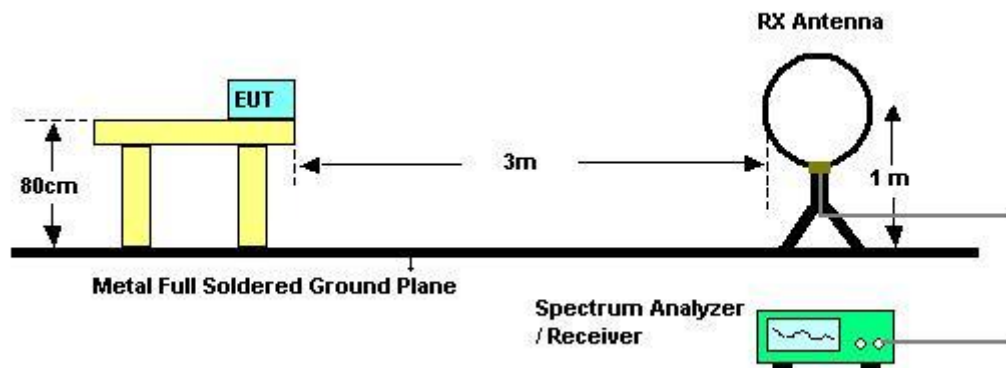 RX Antenna
EUT
3m
80cm
1 m
Metal Full Soldered Ground Plane
Spectrum Analyzer
/ Receiver